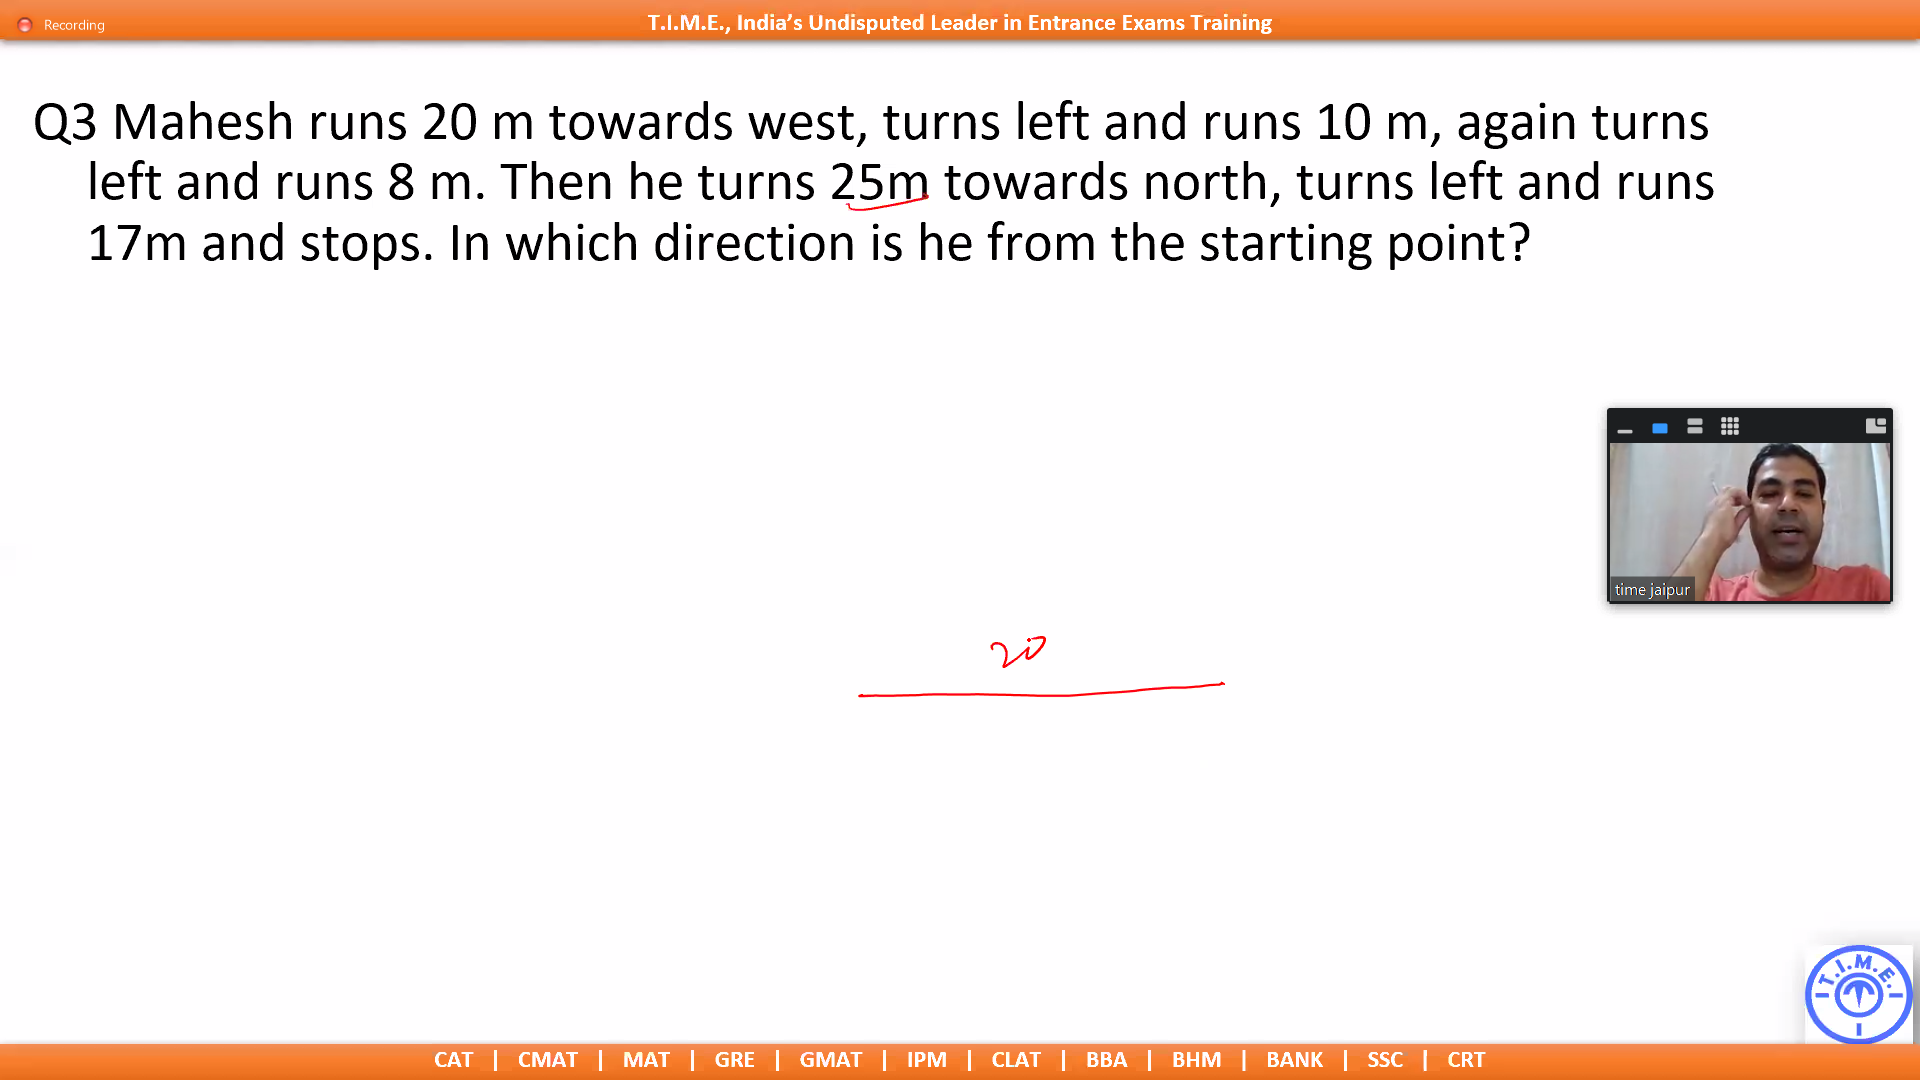 Recording
T.I.M.E., India’s Undisputed Leader in Entrance Exams Training
Q3 Mahesh runs 20 m towards west, turns left and runs 10 m, again turns
left and runs 8 m. Then he turns 25m towards north, turns left and runs
17m and stops. In which direction is he from the starting point?
time jaipur
20
T.I.M.E.
CAT | CMAT | MAT | GRE | GMAT | IPM | CLAT | BBA | BHM | BANK | SSC | CRT